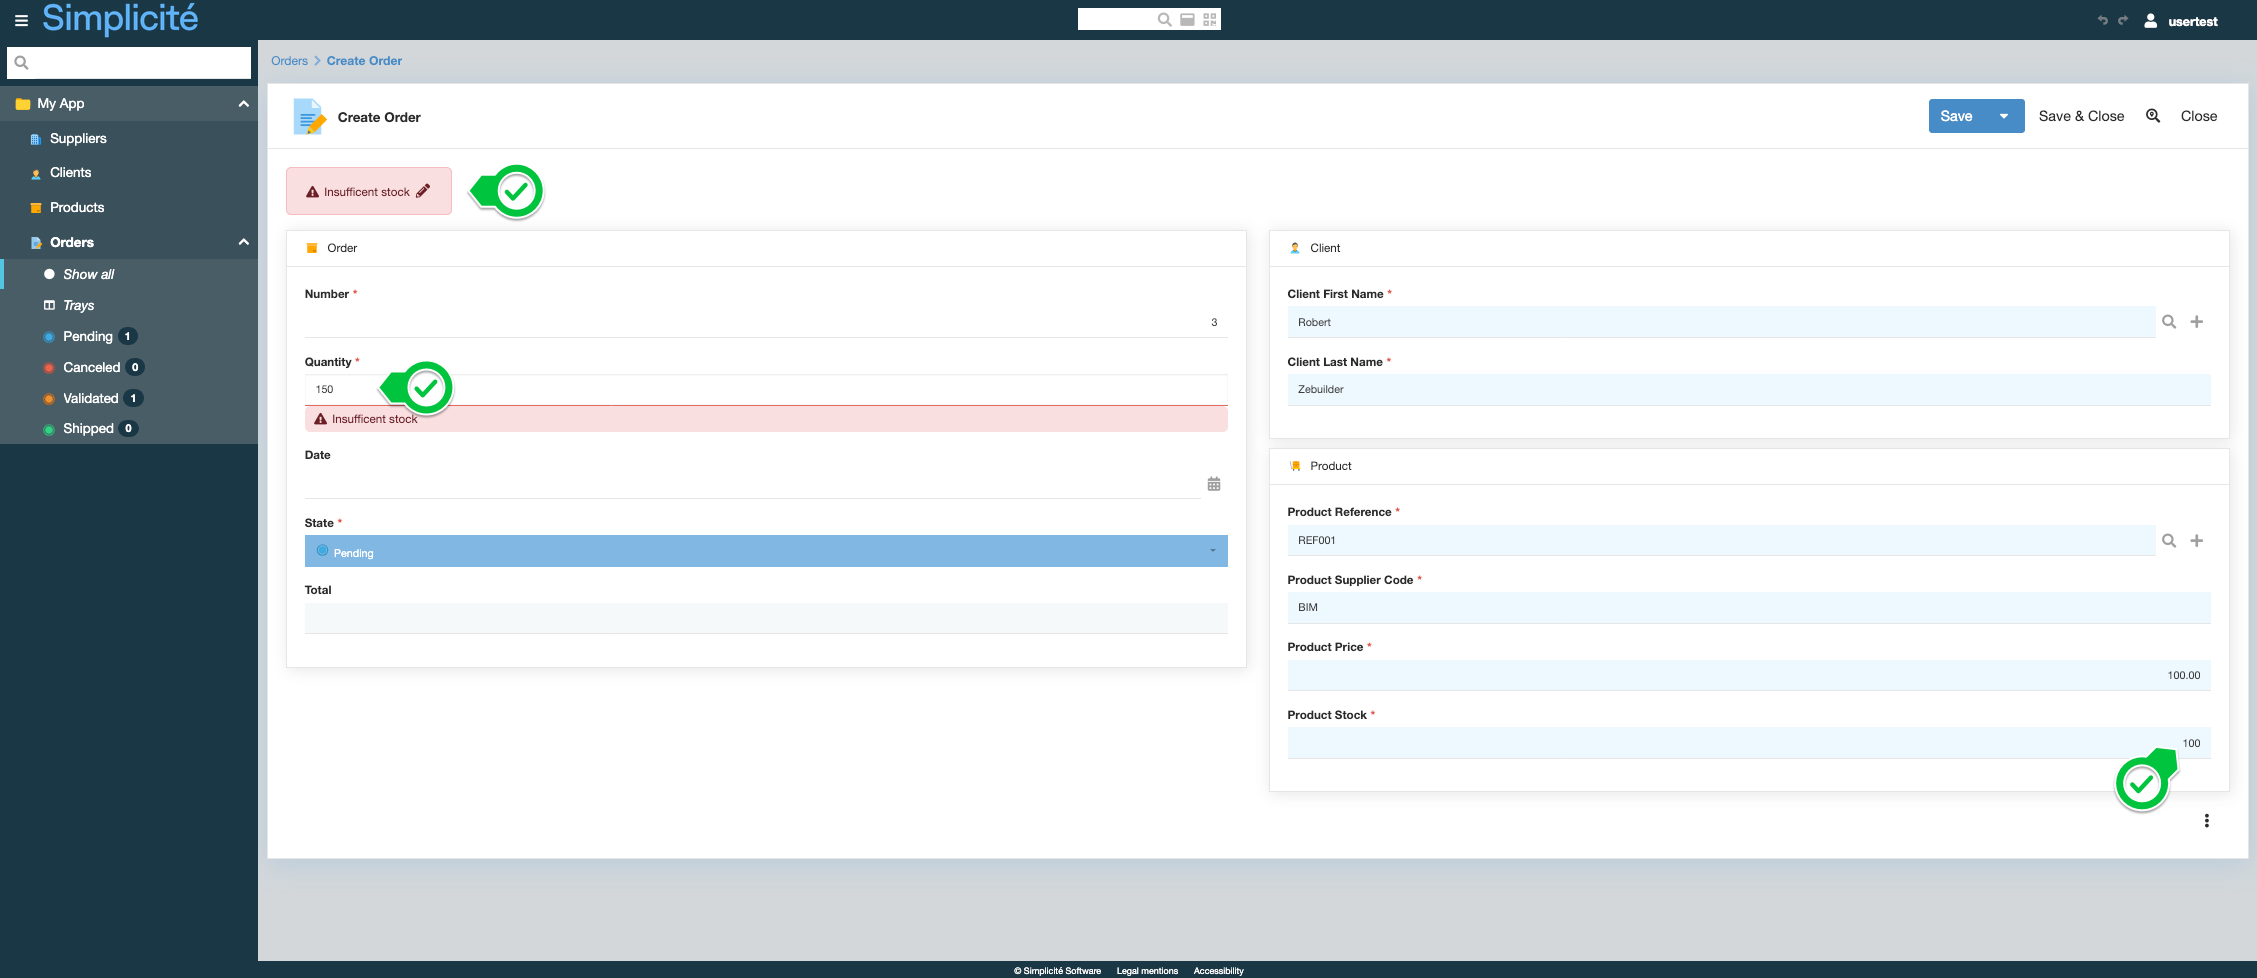 Simplicité
usertest
Orders > Create Order
My App
Suppliers
Clients
Products
Orders
Show all
Trays
Pending 1
Canceled 0
Validated 1
Shipped 0
Create Order
Save
Save & Close
Close
Insufficent stock
Order
Number *
3
Quantity *
150
Insufficent stock
Date
State *
Pending
Total
Client
Client First Name *
Robert
Client Last Name *
Zebuilder
Product
Product Reference *
REF001
Product Supplier Code *
BIM
Product Price *
100.00
Product Stock *
100
© Simplicité Software Legal mentions Accessibility